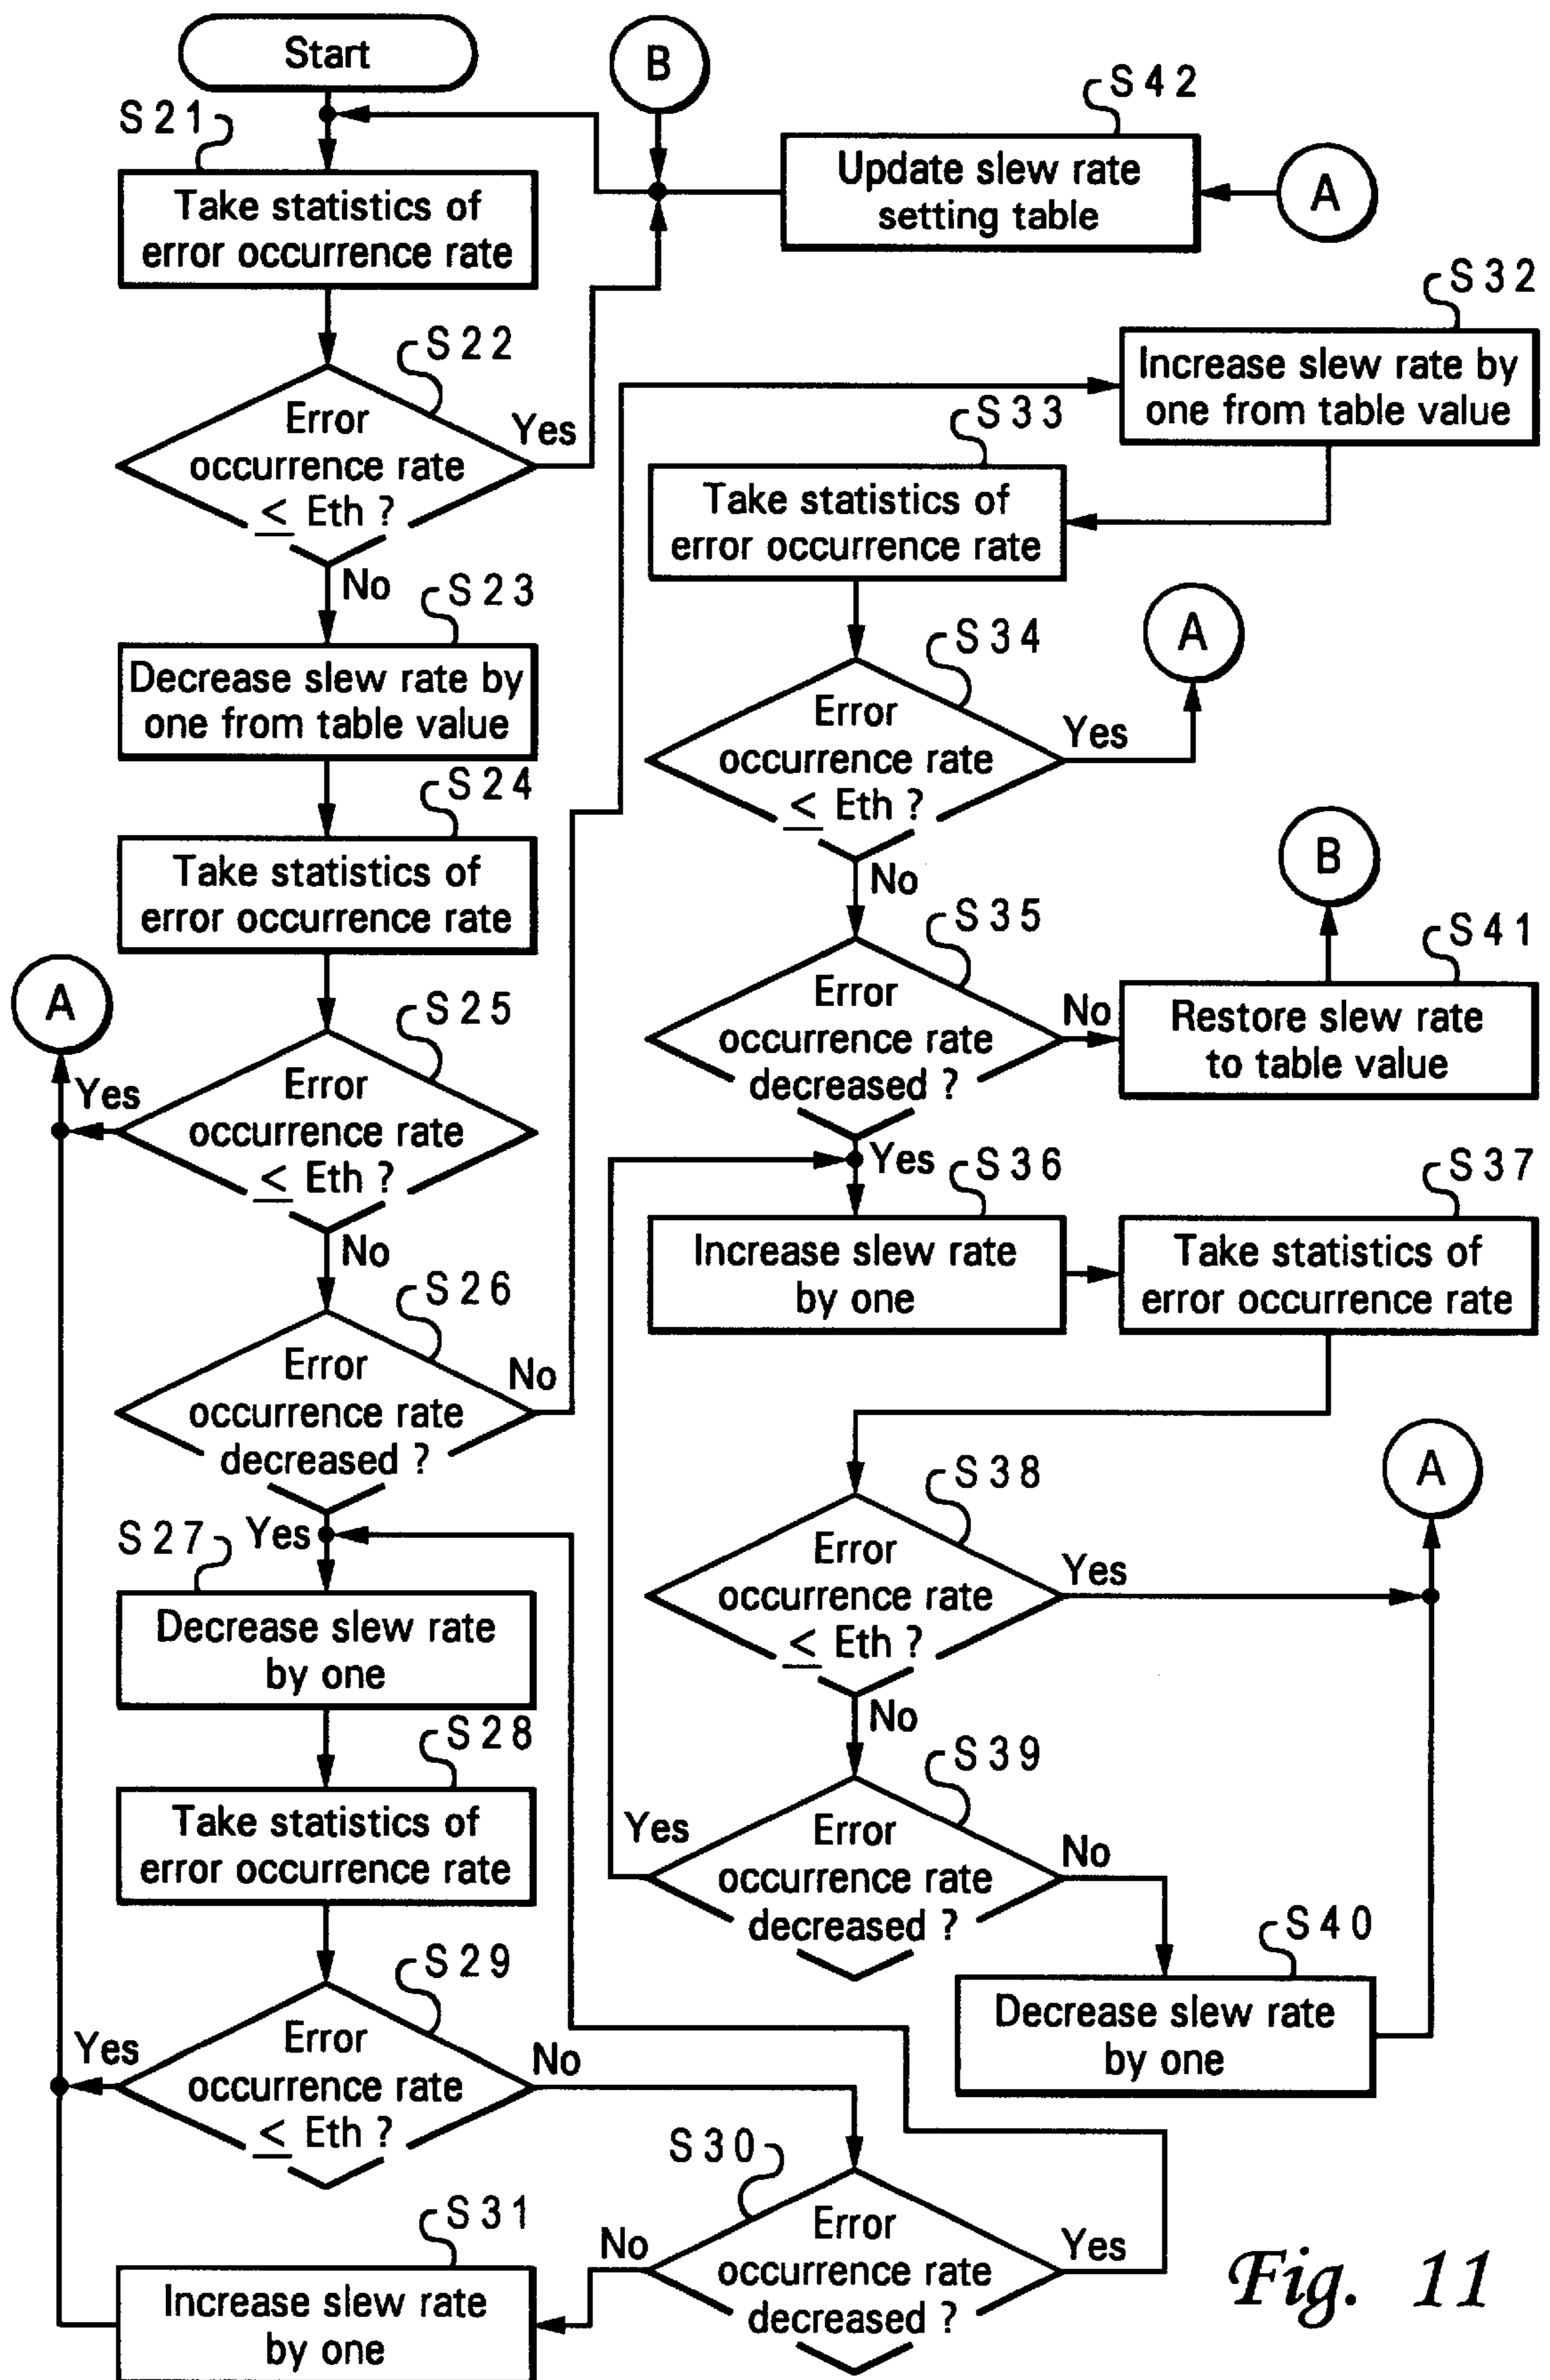 Start
B
S42
S21
Update slew rate
setting table
A
Take statistics of
error occurrence rate
S32
S22
Increase slew rate by
one from table value
Error
occurrence rate
≤ Eth ?
Yes
No
S33
Take statistics of
error occurrence rate
S23
Decrease slew rate by
one from table value
S34
A
Error
occurrence rate
≤ Eth ?
Yes
No
S24
Take statistics of
error occurrence rate
B
S35
S41
Error
occurrence rate
decreased ?
No
Restore slew rate
to table value
Yes
A
S25
Yes
Error
occurrence rate
≤ Eth ?
No
S36
S37
Increase slew rate
by one
Take statistics of
error occurrence rate
S26
Error
occurrence rate
decreased ?
No
Yes
S38
A
Error
occurrence rate
≤ Eth ?
Yes
No
S27
Decrease slew rate
by one
S28
Take statistics of
error occurrence rate
S39
Yes
Error
occurrence rate
decreased ?
No
S40
Decrease slew rate
by one
S29
Yes
Error
occurrence rate
≤ Eth ?
No
S30
Error
occurrence rate
decreased ?
No
Yes
S31
Increase slew rate
by one
Fig. 11